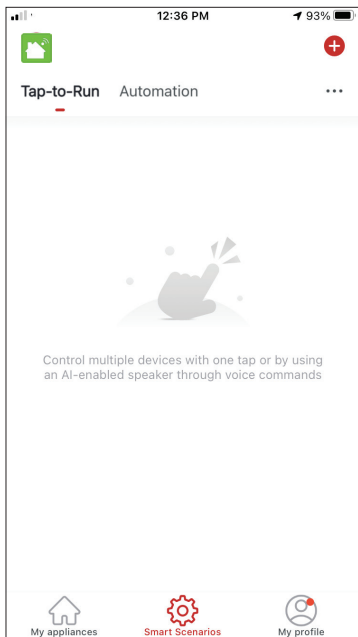 12:36 PM
93%
Tap-to-Run
Automation
Control multiple devices with one tap or by using
an AI-enabled speaker through voice commands
My appliances
Smart Scenarios
My profile